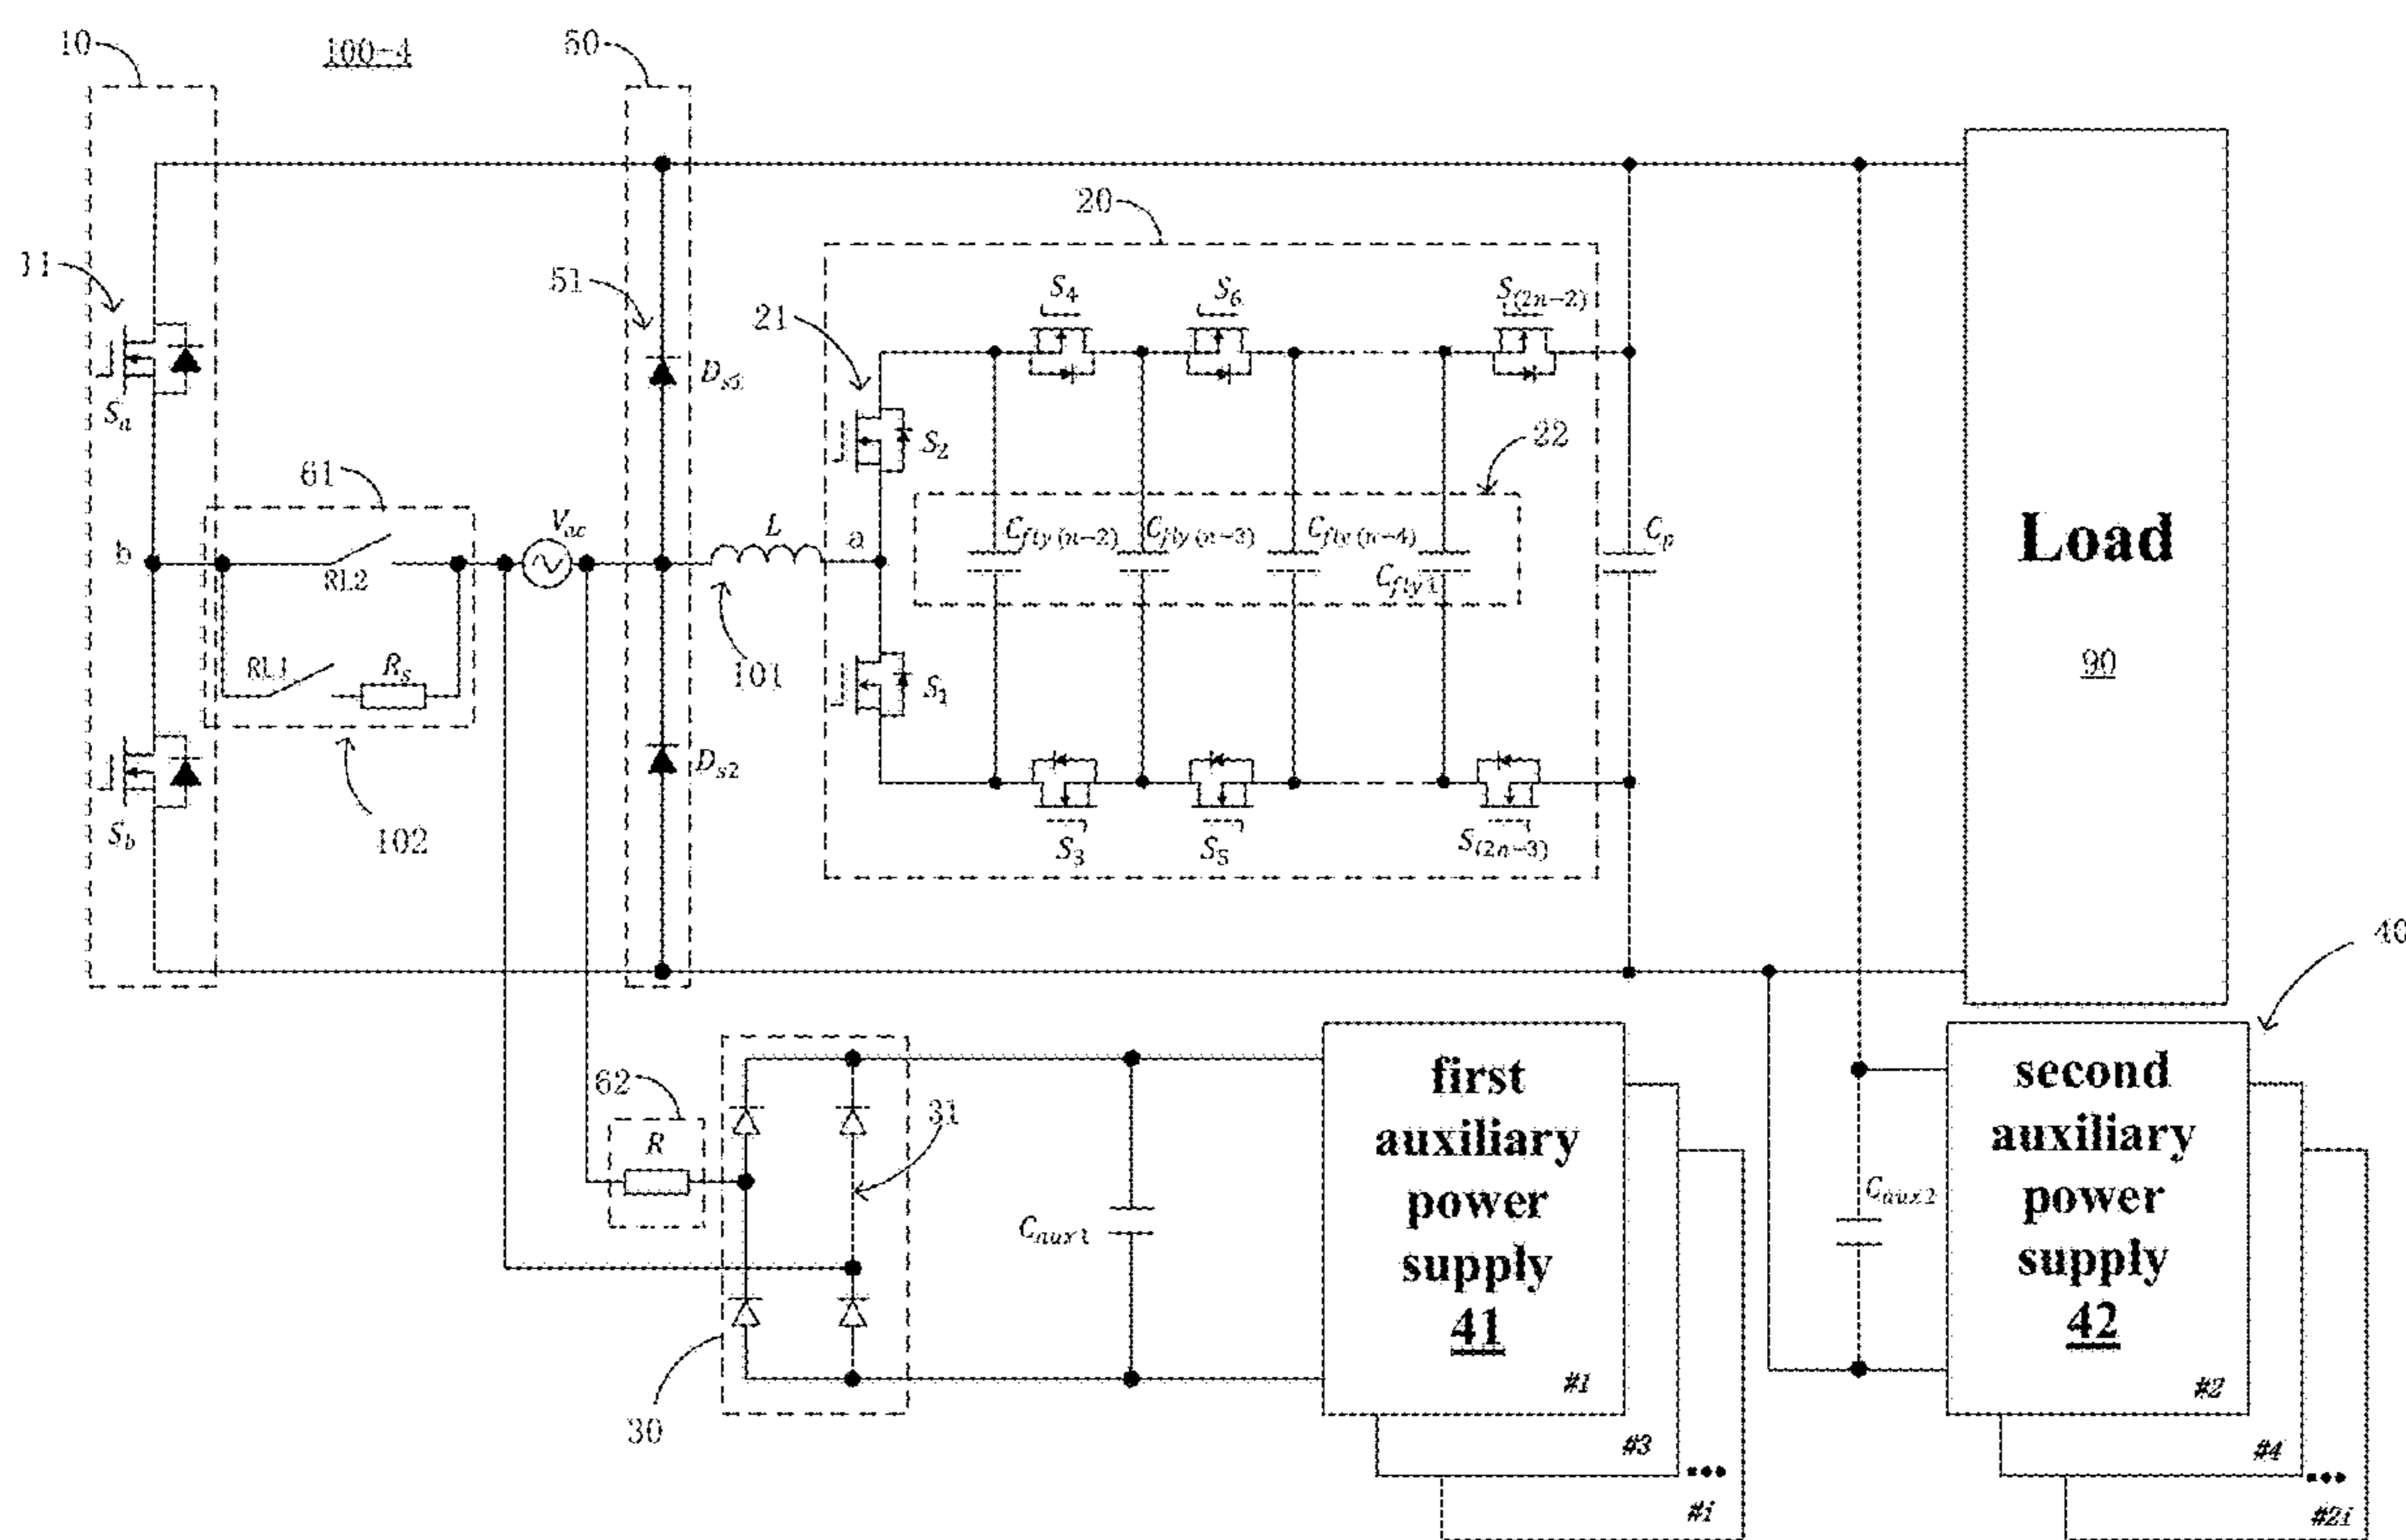 10
100-4
50
20
11
51
21
S4
S6
S(2n-2)
Sa
S2
22
61
Vac
L
a
Cfly(n-2)
Cfly(n-3)
Cfly(n-4)
Cfly1
Cp
Load
90
b
RL2
RL1
Rs
101
S1
Ds2
Sb
102
S3
S5
S(2n-3)
40
62
R
31
Caux1
first
auxiliary
power
supply
41
#1
#3
#i
second
auxiliary
power
supply
42
#2
#4
#2i
Caux2
30